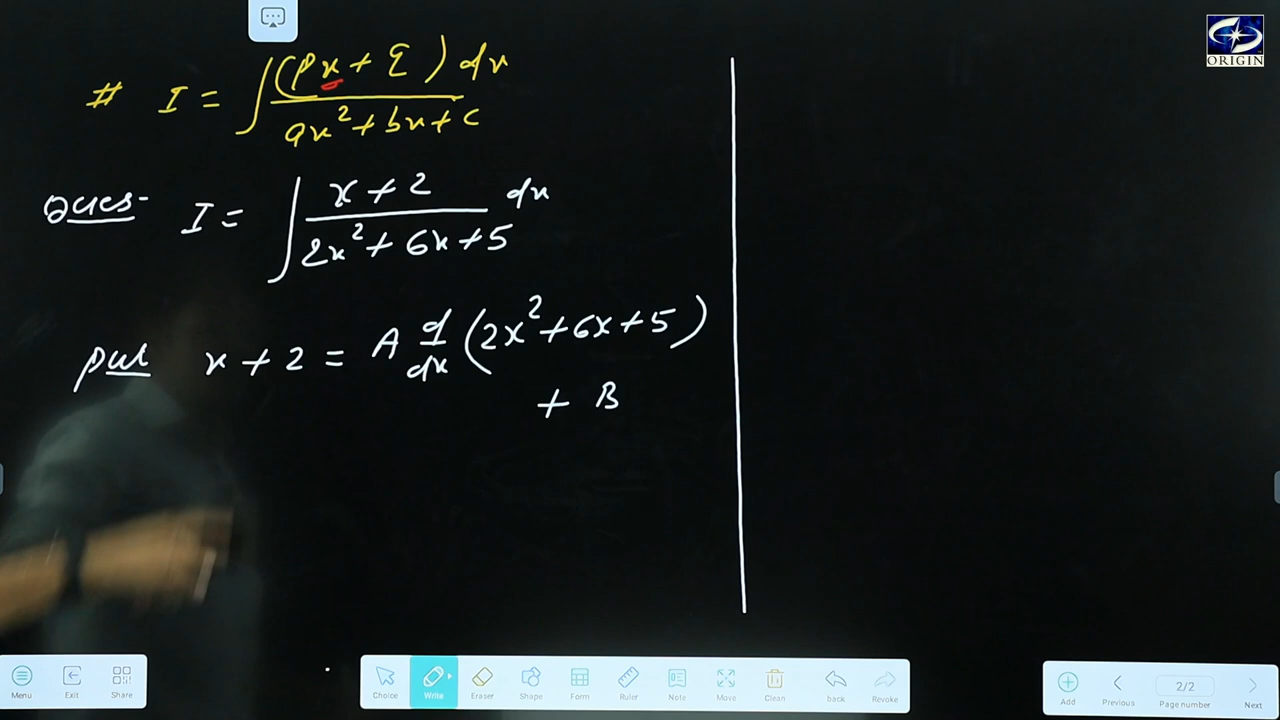 # I = ∫ (px + q) dx / ax² + bx + c
Ques- I = ∫ x + 2 / 2x² + 6x + 5 dx
put x + 2 = A d/dx (2x² + 6x + 5)
+ B
ORIGIN
Menu Exit Share Choice Write Eraser Shape Form Ruler Note Move Clean back Revoke Add Previous 2/2 Page number Next